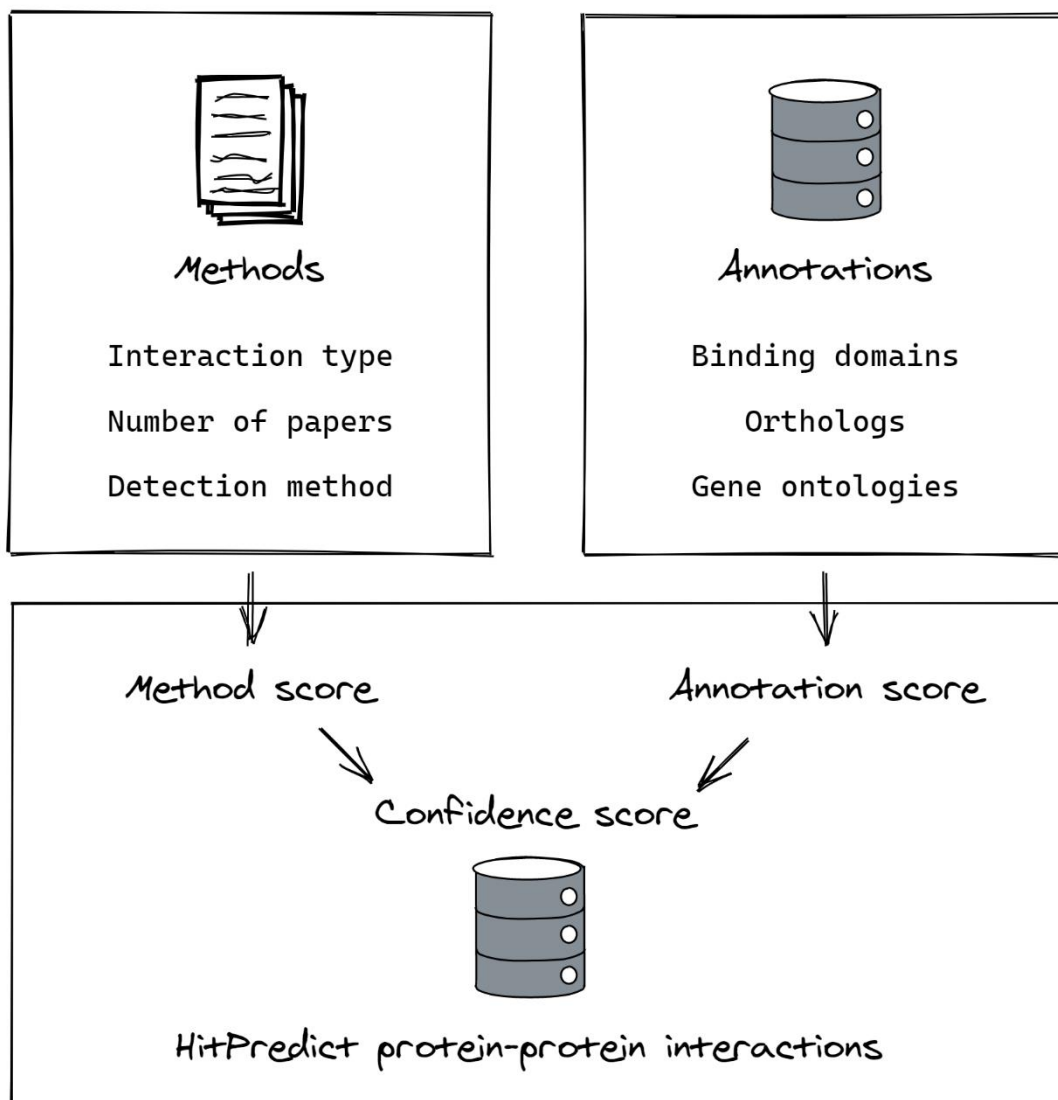 Methods
Interaction type
Number of papers
Detection method
Annotations
Binding domains
Orthologs
Gene ontologies
Method score
Annotation score
Confidence score
HitPredict protein-protein interactions